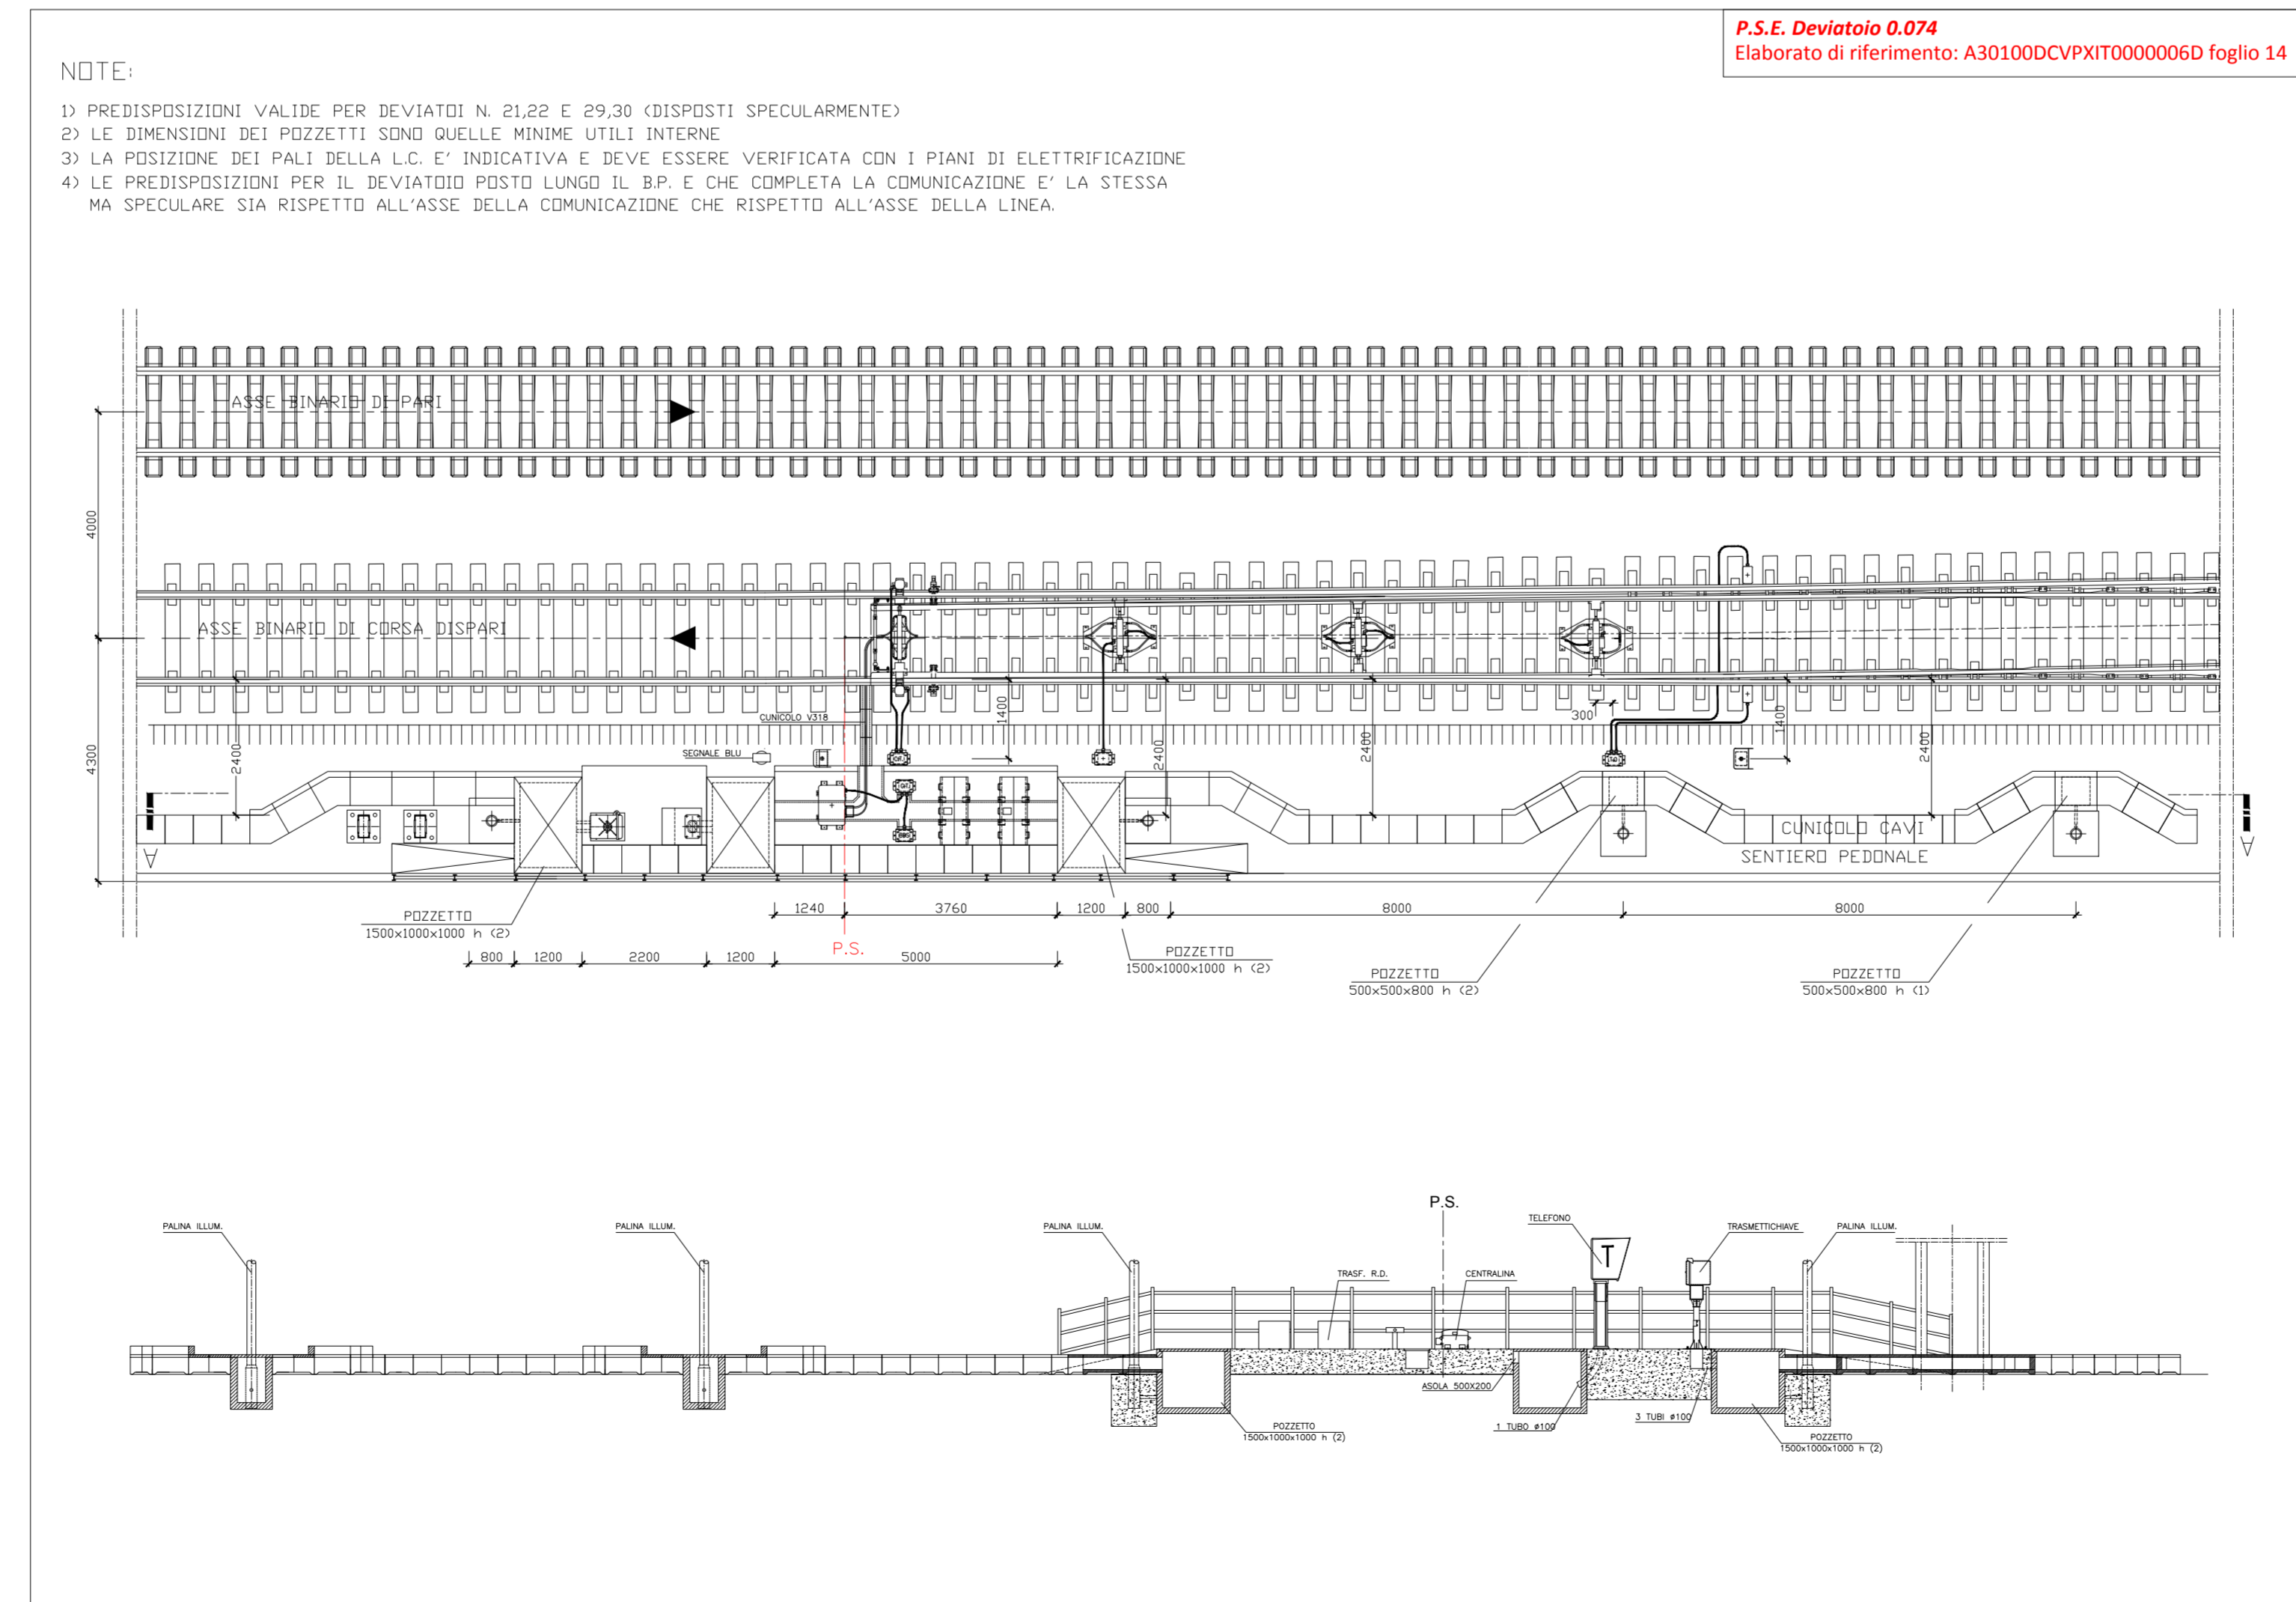 P.S.E. Deviatoio 0.074
Elaborato di riferimento: A30100DCVPXIT0000006D foglio 14
NOTE:
1) PREDISPOSIZIONI VALIDE PER DEVIATOI N. 21,22 E 29,30 (DISPOSTI SPECULARMENTE)
2) LE DIMENSIONI DEI POZZETTI SONO QUELLE MINIME UTILI INTERNE
3) LA POSIZIONE DEI PALI DELLA L.C. E' INDICATIVA E DEVE ESSERE VERIFICATA CON I PIANI DI ELETTRIFICAZIONE
4) LE PREDISPOSIZIONI PER IL DEVIATOIO POSTO LUNGO IL B.P. E CHE COMPLETA LA COMUNICAZIONE E' LA STESSA
MA SPECULARE SIA RISPETTO ALL'ASSE DELLA COMUNICAZIONE CHE RISPETTO ALL'ASSE DELLA LINEA.
ASSE BINARIO DI PARI
4000
ASSE BINARIO DI CORSA DISPARI
4300
2400
CUNICOLO V318
SEGNALE BLU
1400
2400
2400
300
1400
2400
CUNICOLO CAVI
SENTIERO PEDONALE
A
A
1240
3760
1200
800
8000
8000
P.S.
POZZETTO
1500x1000x1000 h (2)
800
1200
2200
1200
5000
POZZETTO
1500x1000x1000 h (2)
POZZETTO
500x500x800 h (2)
POZZETTO
500x500x800 h (1)
P.S.
PALINA ILLUM.
PALINA ILLUM.
PALINA ILLUM.
TELEFONO
TRASMETTICHIAVE
PALINA ILLUM.
T
TRASF. R.D.
CENTRALINA
ASOLA 500X200
POZZETTO
1500x1000x1000 h (2)
1 TUBO ø100
3 TUBI ø100
POZZETTO
1500x1000x1000 h (2)